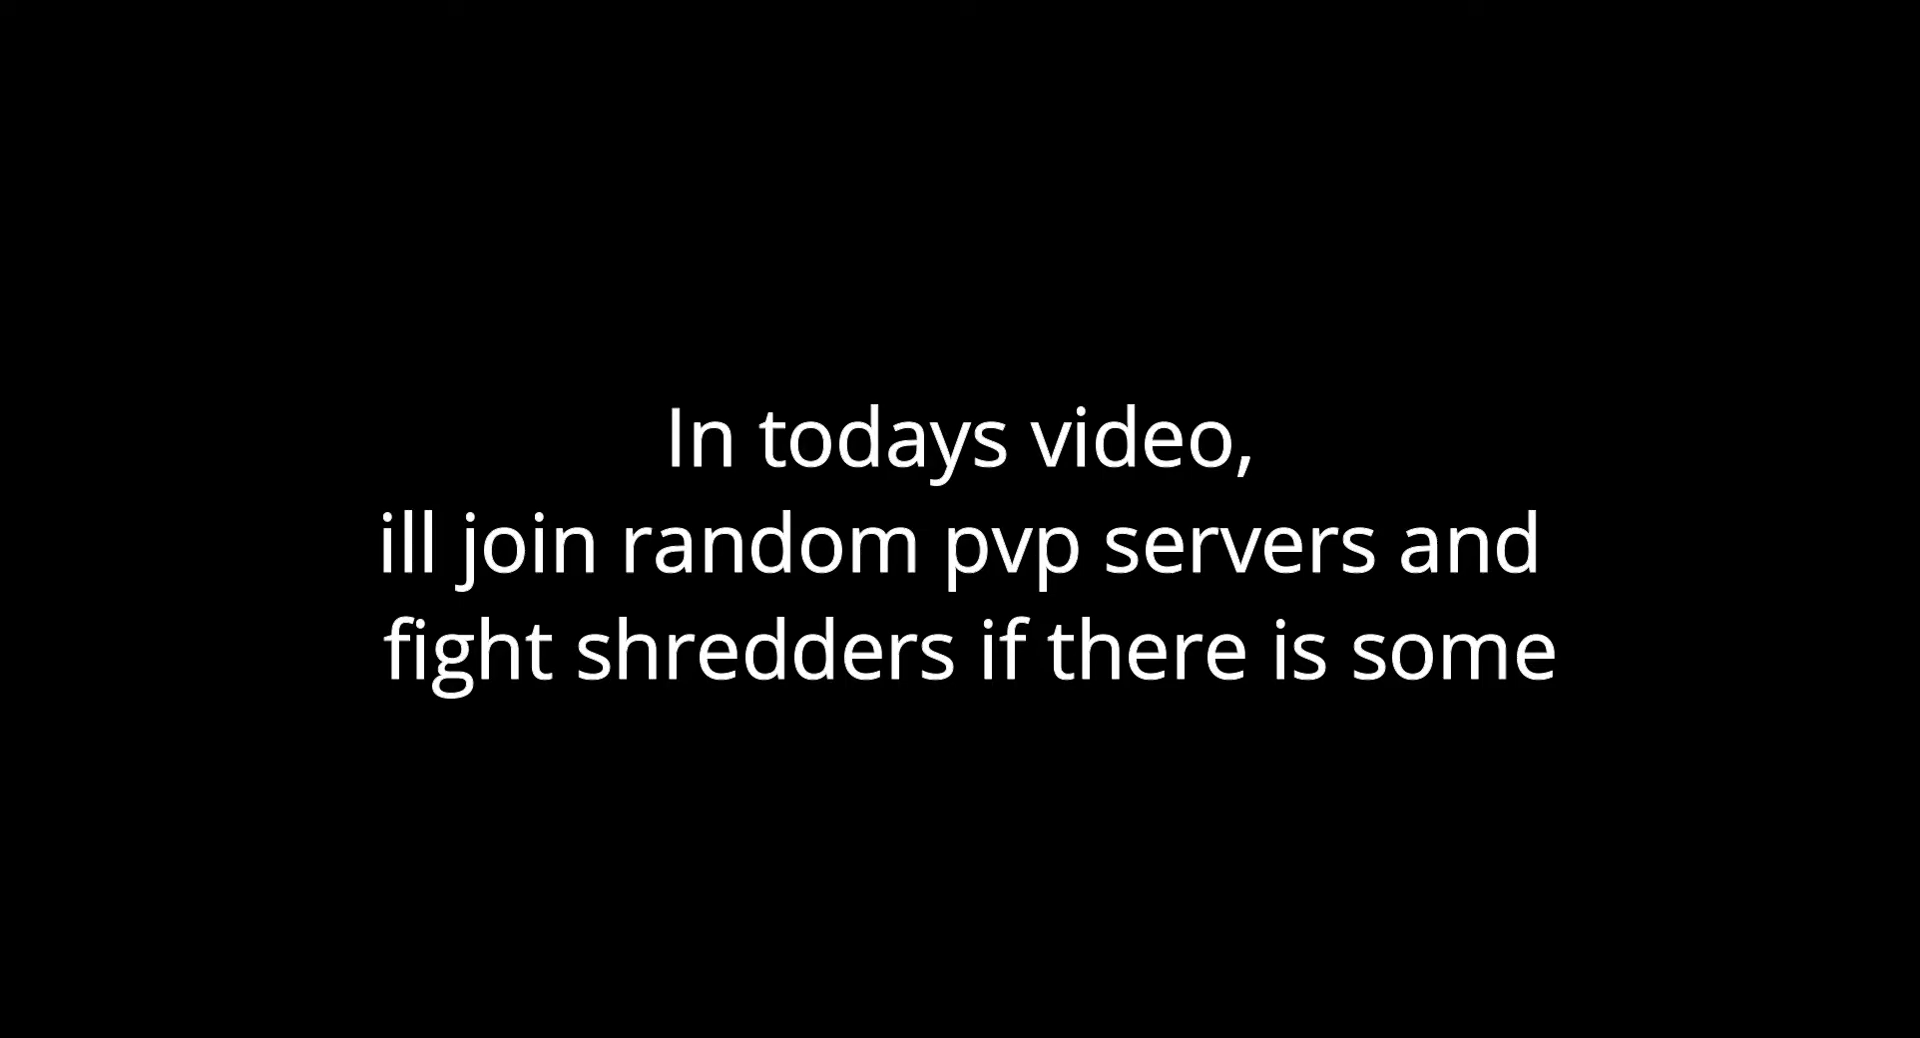 In todays video,
ill join random pvp servers and
fight shredders if there is some